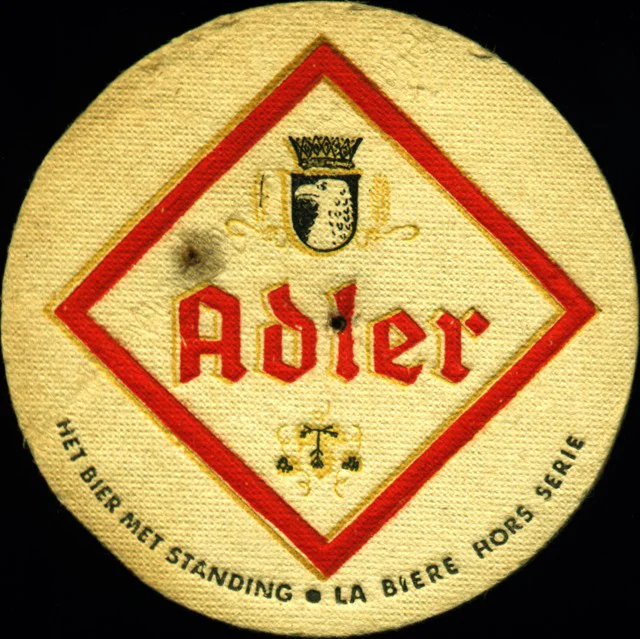 Adler
HET BIER MET STANDING • LA BIERE HORS SERIE